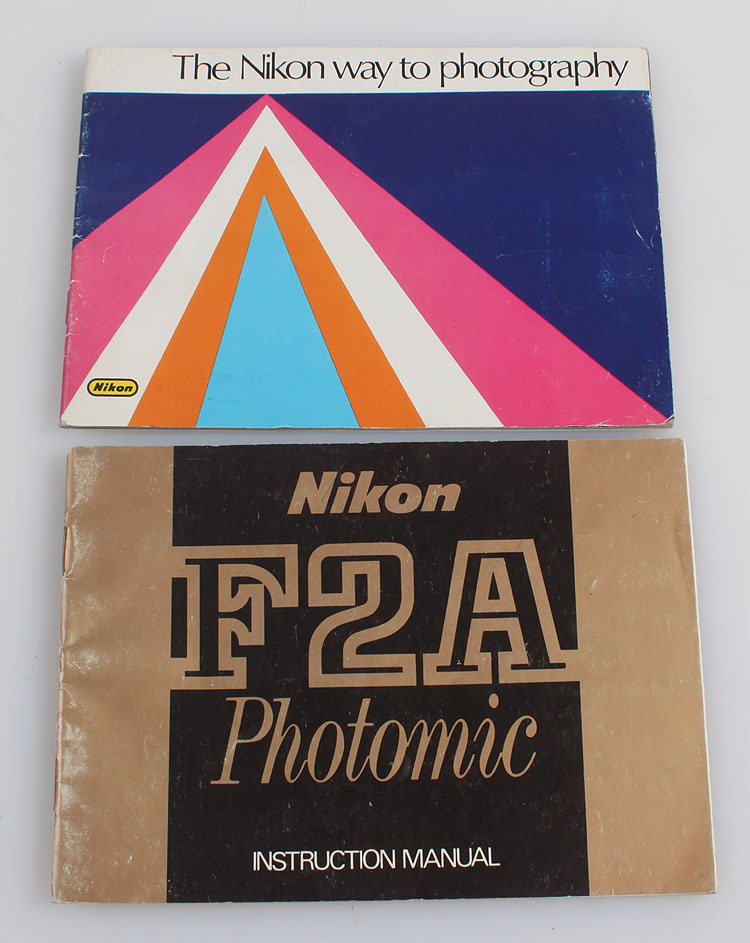 The Nikon way to photography
Nikon
Nikon
F2A
Photomic
INSTRUCTION MANUAL